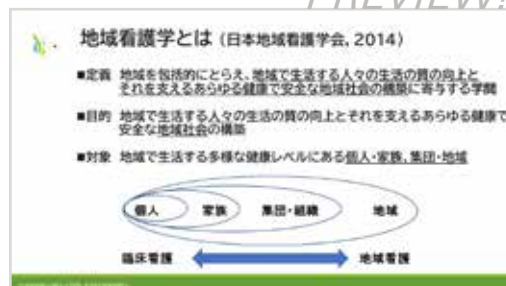 PREVIEW
地域看護学とは (日本地域看護学会, 2014)
■定義 地域を包括的にとらえ、地域で生活する人々の生活の質の向上と
それを支えるあらゆる健康で安全な地域社会の構築に寄与する学問
■目的 地域で生活する人々の生活の質の向上とそれを支えるあらゆる健康で
安全な地域社会の構築
■対象 地域で生活する多様な健康レベルにある個人・家族、集団・地域
個人 家族 集団・組織 地域
臨床看護 地域看護